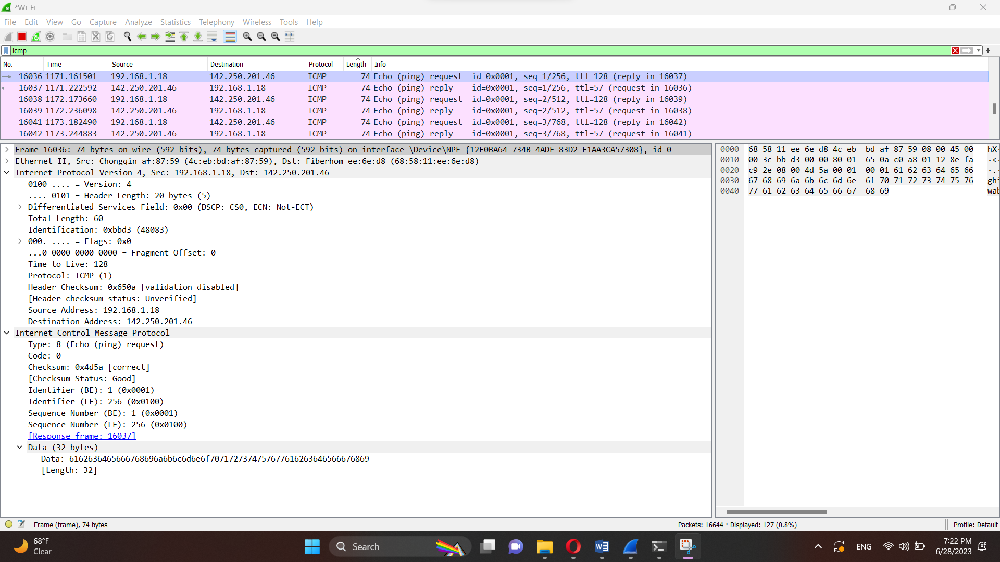 *Wi-Fi
File Edit View Go Capture Analyze Statistics Telephony Wireless Tools Help
icmp
No. Time Source Destination Protocol Length Info
16036 1171.161501 192.168.1.18 142.250.201.46 ICMP 74 Echo (ping) request id=0x0001, seq=1/256, ttl=128 (reply in 16037)
16037 1171.222592 142.250.201.46 192.168.1.18 ICMP 74 Echo (ping) reply id=0x0001, seq=1/256, ttl=57 (request in 16036)
16038 1172.173660 192.168.1.18 142.250.201.46 ICMP 74 Echo (ping) request id=0x0001, seq=2/512, ttl=128 (reply in 16039)
16039 1172.236098 142.250.201.46 192.168.1.18 ICMP 74 Echo (ping) reply id=0x0001, seq=2/512, ttl=57 (request in 16038)
16041 1173.182490 192.168.1.18 142.250.201.46 ICMP 74 Echo (ping) request id=0x0001, seq=3/768, ttl=128 (reply in 16042)
16042 1173.244883 142.250.201.46 192.168.1.18 ICMP 74 Echo (ping) reply id=0x0001, seq=3/768, ttl=57 (request in 16041)
Frame 16036: 74 bytes on wire (592 bits), 74 bytes captured (592 bits) on interface \Device\NPF_{12F0BA64-734B-4ADE-83D2-E1AA3CA57308}, id 0
Ethernet II, Src: Chongqin_af:87:59 (4c:eb:bd:af:87:59), Dst: Fiberhom_ee:6e:d8 (68:58:11:ee:6e:d8)
Internet Protocol Version 4, Src: 192.168.1.18, Dst: 142.250.201.46
0100 .... = Version: 4
.... 0101 = Header Length: 20 bytes (5)
Differentiated Services Field: 0x00 (DSCP: CS0, ECN: Not-ECT)
Total Length: 60
Identification: 0xbbd3 (48083)
000. .... = Flags: 0x0
...0 0000 0000 0000 = Fragment Offset: 0
Time to Live: 128
Protocol: ICMP (1)
Header Checksum: 0x650a [validation disabled]
[Header checksum status: Unverified]
Source Address: 192.168.1.18
Destination Address: 142.250.201.46
Internet Control Message Protocol
Type: 8 (Echo (ping) request)
Code: 0
Checksum: 0x4d5a [correct]
[Checksum Status: Good]
Identifier (BE): 1 (0x0001)
Identifier (LE): 256 (0x0100)
Sequence Number (BE): 1 (0x0001)
Sequence Number (LE): 256 (0x0100)
[Response frame: 16037]
Data (32 bytes)
Data: 6162636465666768696a6b6c6d6e6f7071727374757677616263646566676869
[Length: 32]
0000 68 58 11 ee 6e d8 4c eb bd af 87 59 08 00 45 00 hX·
0010 00 3c bb d3 00 00 80 01 65 0a c0 a8 01 12 8e fa ·<·
0020 c9 2e 08 00 4d 5a 00 01 00 01 61 62 63 64 65 66 ·.·
0030 67 68 69 6a 6b 6c 6d 6e 6f 70 71 72 73 74 75 76 ghi
0040 77 61 62 63 64 65 66 67 68 69 wab
Frame (frame), 74 bytes
Packets: 16644 · Displayed: 127 (0.8%)
Profile: Default
68°F
Clear
Search
ENG
7:22 PM
6/28/2023